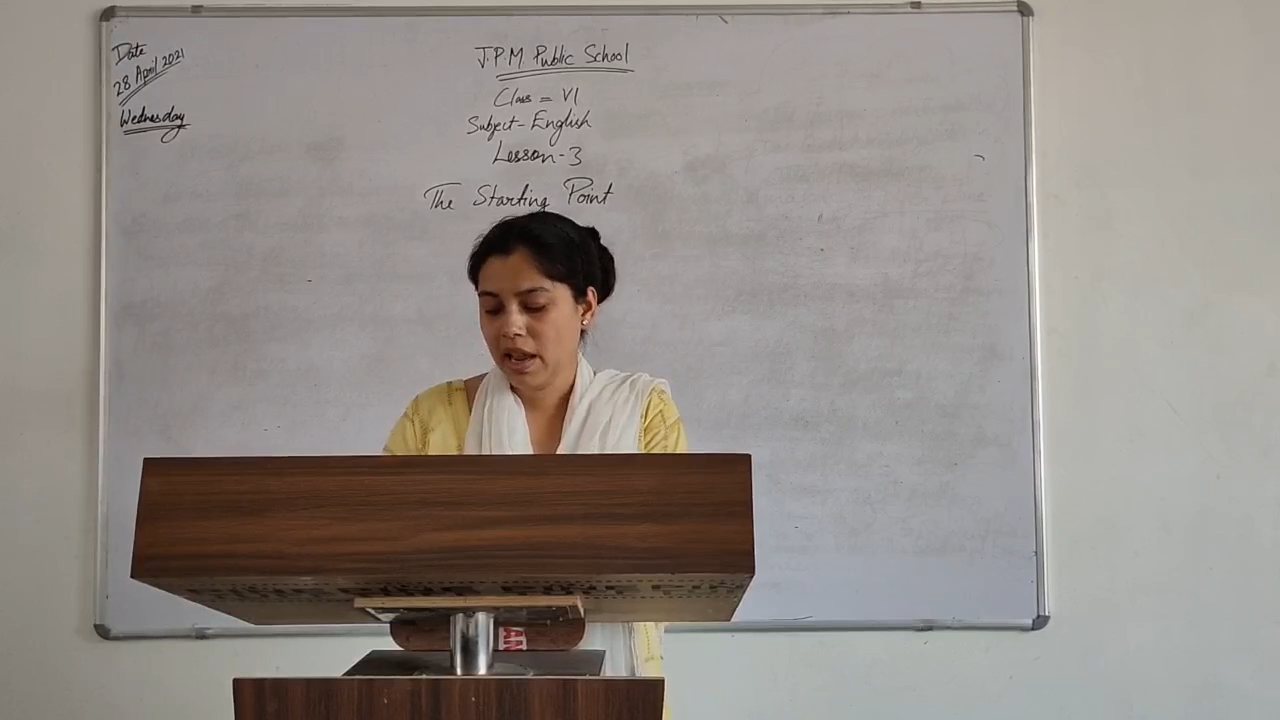 Date
28 April 2021
Wednesday
J.P.M. Public School
Class = VI
Subject - English
Lesson - 3
The Starting Point